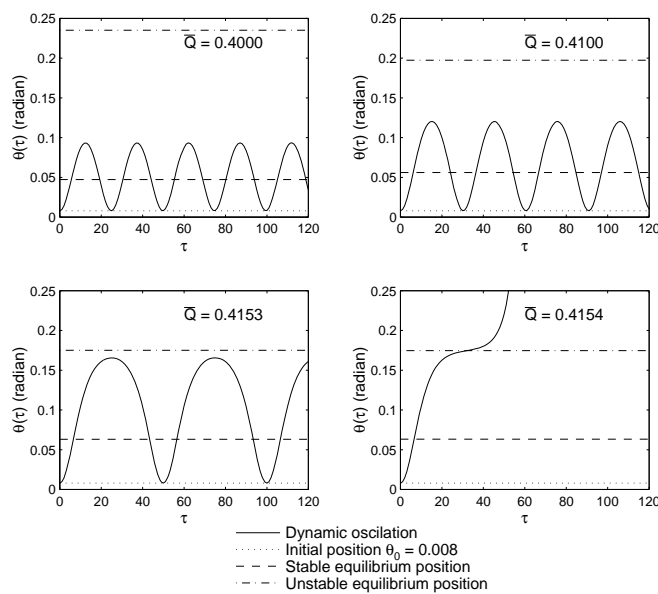 Q̅ = 0.4000
θ(τ) (radian)
0.25
0.2
0.15
0.1
0.05
0
0 20 40 60 80 100 120
τ
Q̅ = 0.4100
θ(τ) (radian)
0.25
0.2
0.15
0.1
0.05
0
0 20 40 60 80 100 120
τ
Q̅ = 0.4153
θ(τ) (radian)
0.25
0.2
0.15
0.1
0.05
0
0 20 40 60 80 100 120
τ
Q̅ = 0.4154
θ(τ) (radian)
0.25
0.2
0.15
0.1
0.05
0
0 20 40 60 80 100 120
τ
Dynamic oscilation
Initial position θ₀ = 0.008
Stable equilibrium position
Unstable equilibrium position